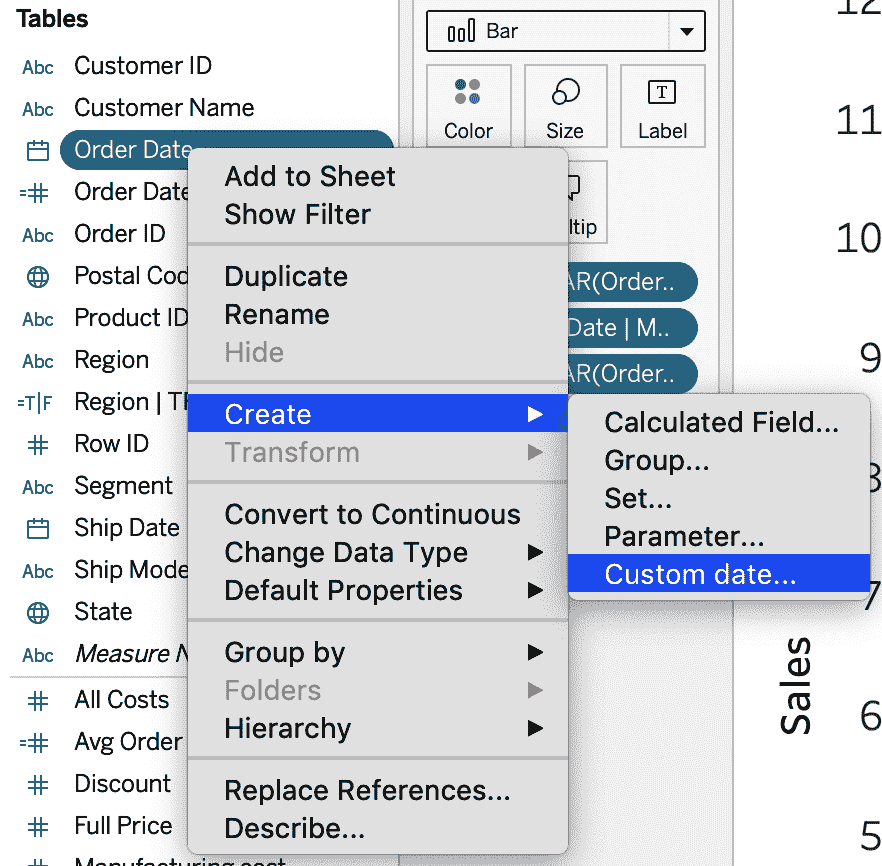 Tables
Abc Customer ID
Abc Customer Name
Order Date
=# Order Date
Abc Order ID
Postal Cod
Abc Product ID
Abc Region
=T|F Region | TF
# Row ID
Abc Segment
Ship Date
Abc Ship Mode
State
Abc Measure N
# All Costs
=# Avg Order
# Discount
# Full Price
# Manufacturing cost
Bar
Color
Size
T
Label
ltip
AR(Order..
Date | M..
AR(Order..
Add to Sheet
Show Filter
Duplicate
Rename
Hide
Create
Transform
Convert to Continuous
Change Data Type
Default Properties
Group by
Folders
Hierarchy
Replace References...
Describe...
Calculated Field...
Group...
Set...
Parameter...
Custom date...
12
11
10
9
8
7
6
5
Sales